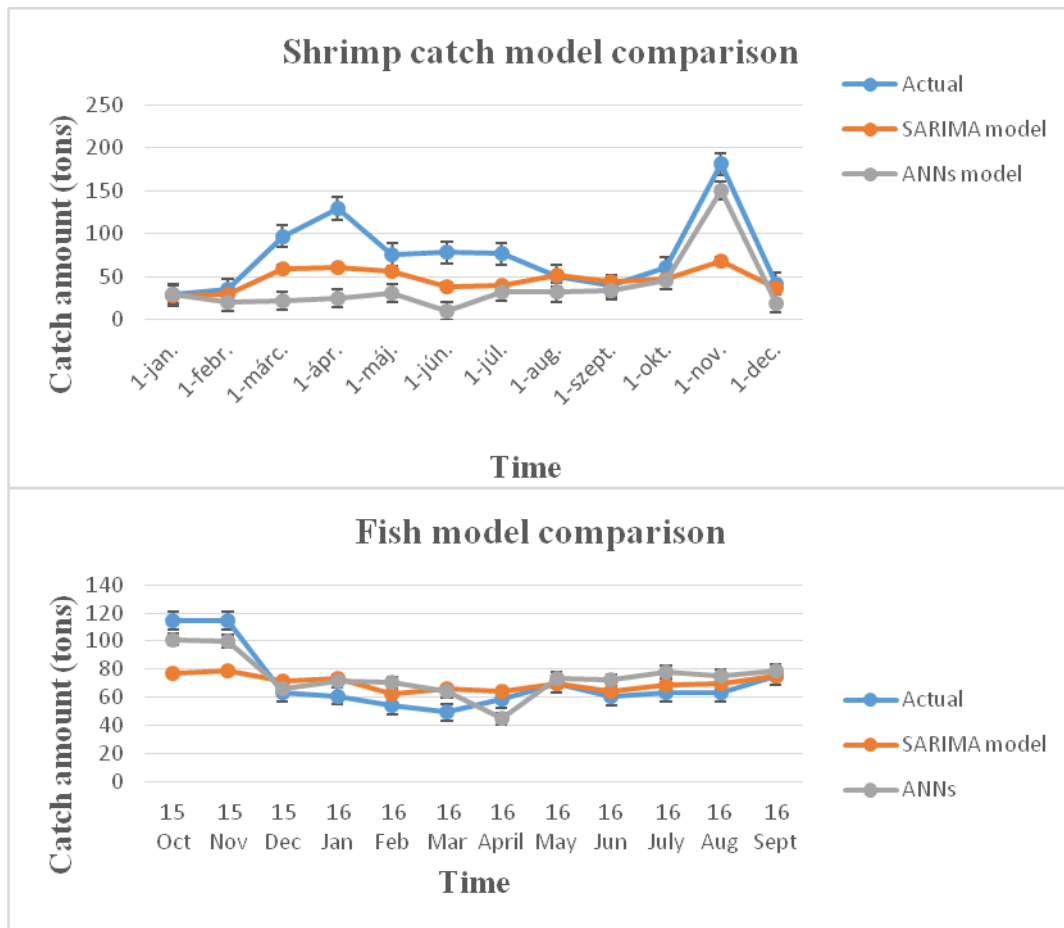 Shrimp catch model comparison
Actual
SARIMA model
ANNs model
Catch amount (tons)
250
200
150
100
50
0
1-jan.
1-febr.
1-márc.
1-ápr.
1-máj.
1-jún.
1-júl.
1-aug.
1-szept.
1-okt.
1-nov.
1-dec.
Time
Fish model comparison
Catch amount (tons)
140
120
100
80
60
40
20
0
15 15 15 16 16 16 16 16 16 16 16 16
Oct Nov Dec Jan Feb Mar April May Jun July Aug Sept
Time
Actual
SARIMA model
ANNs